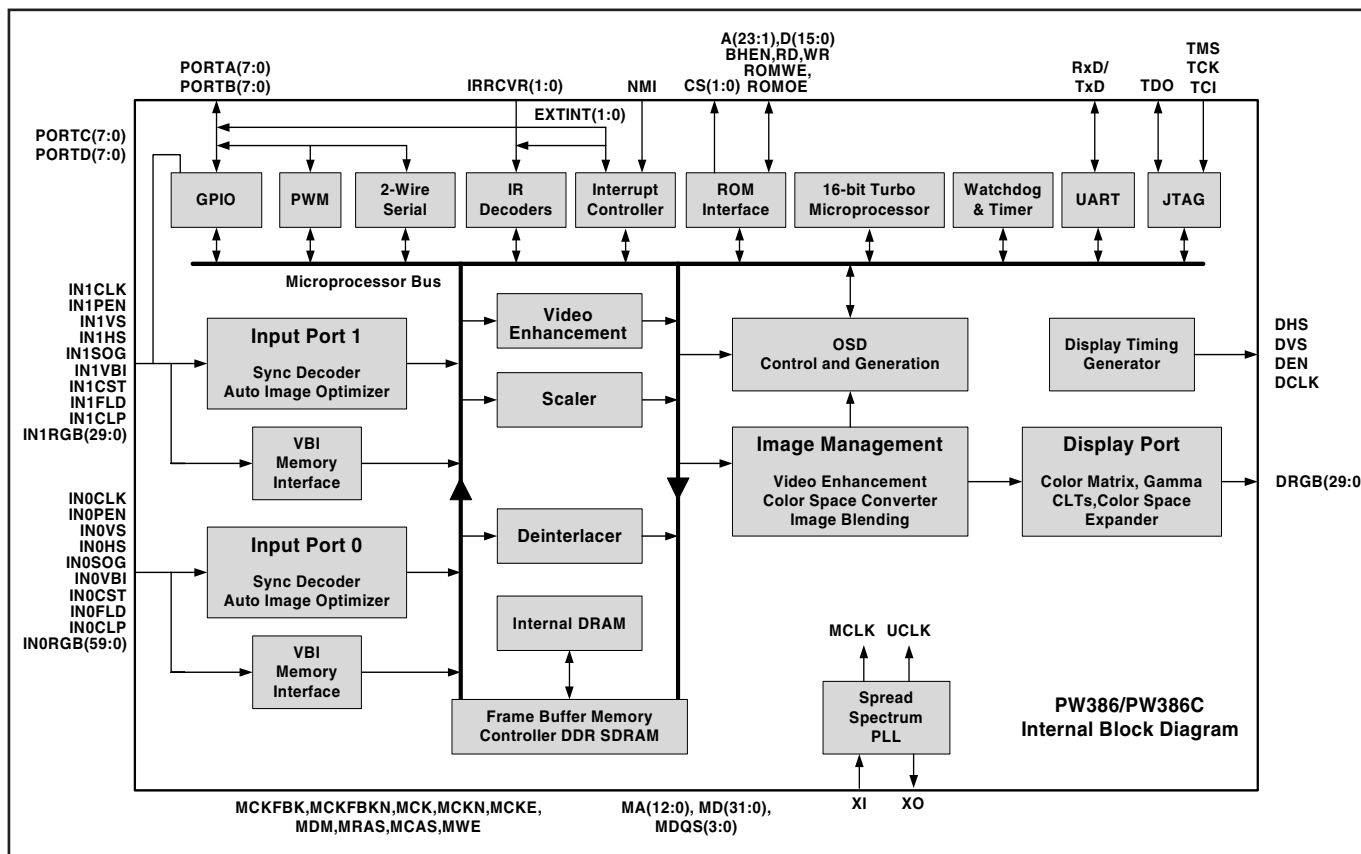 A(23:1),D(15:0)
BHEN,RD,WR
ROMWE,
ROMOE
CS(1:0)
PORTA(7:0)
PORTB(7:0)
IRRCVR(1:0)
EXTINT(1:0)
NMI
RxD/
TxD
TDO
TMS
TCK
TCI
PORTC(7:0)
PORTD(7:0)
GPIO
PWM
2-Wire
Serial
IR
Decoders
Interrupt
Controller
ROM
Interface
16-bit Turbo
Microprocessor
Watchdog
& Timer
UART
JTAG
Microprocessor Bus
IN1CLK
IN1PEN
IN1VS
IN1HS
IN1SOG
IN1VBI
IN1CST
IN1FLD
IN1CLP
IN1RGB(29:0)
Input Port 1
Sync Decoder
Auto Image Optimizer
VBI
Memory
Interface
Video
Enhancement
Scaler
OSD
Control and Generation
Display Timing
Generator
DHS
DVS
DEN
DCLK
Image Management
Video Enhancement
Color Space Converter
Image Blending
Display Port
Color Matrix, Gamma
CLTs,Color Space
Expander
DRGB(29:0
IN0CLK
IN0PEN
IN0VS
IN0HS
IN0SOG
IN0VBI
IN0CST
IN0FLD
IN0CLP
IN0RGB(59:0)
Input Port 0
Sync Decoder
Auto Image Optimizer
VBI
Memory
Interface
Deinterlacer
Internal DRAM
Frame Buffer Memory
Controller DDR SDRAM
MCLK
UCLK
Spread
Spectrum
PLL
XI
XO
PW386/PW386C
Internal Block Diagram
MCKFBK,MCKFBKN,MCK,MCKN,MCKE,
MDM,MRAS,MCAS,MWE
MA(12:0), MD(31:0),
MDQS(3:0)